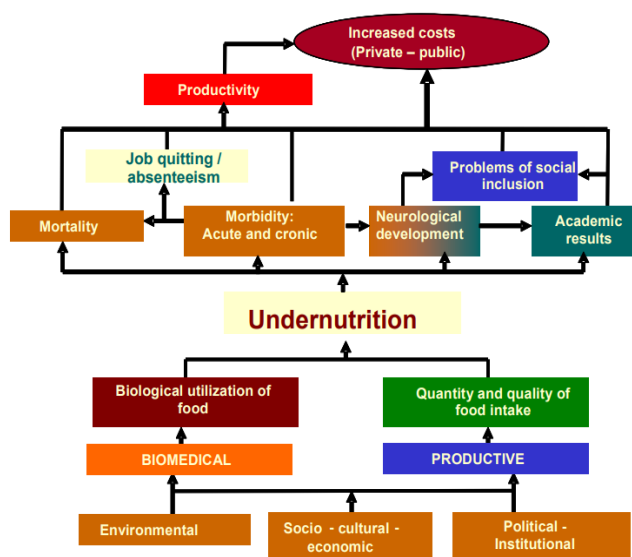 Increased costs
(Private – public)
Productivity
Job quitting /
absenteeism
Problems of social
inclusion
Mortality
Morbidity:
Acute and cronic
Neurological
development
Academic
results
Undernutrition
Biological utilization of
food
Quantity and quality of
food intake
BIOMEDICAL
PRODUCTIVE
Environmental
Socio - cultural -
economic
Political -
Institutional